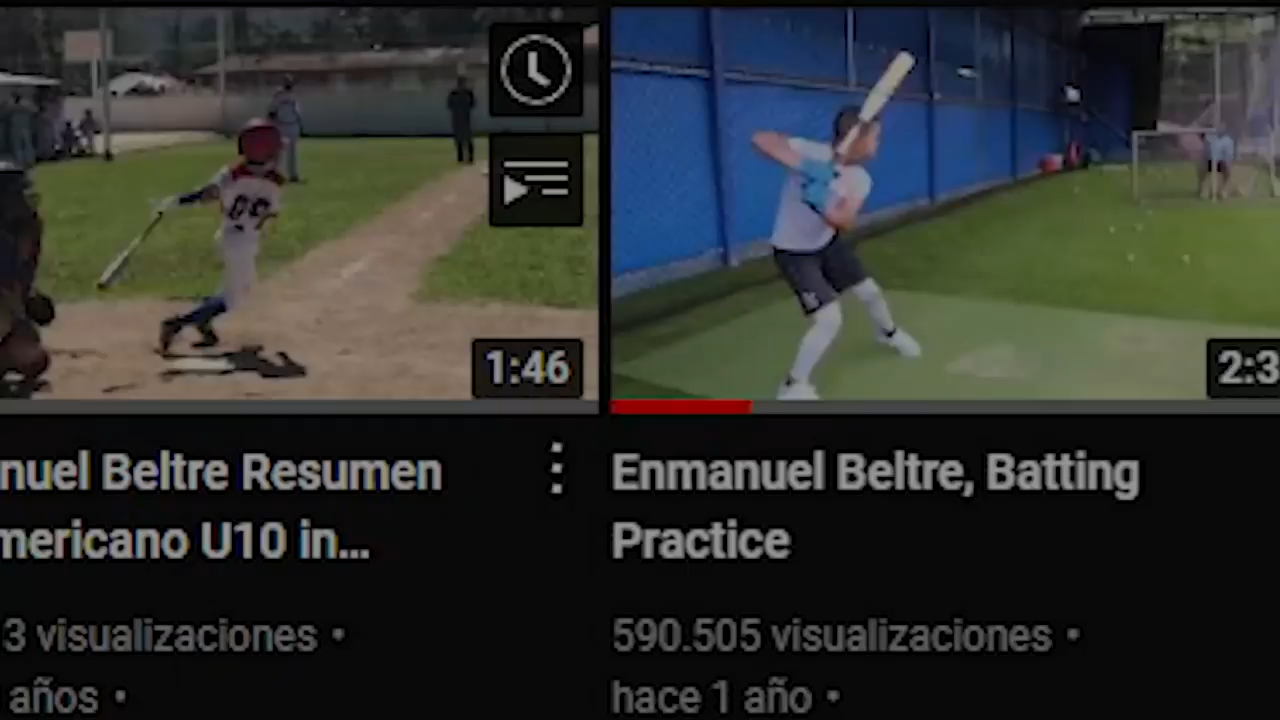 1:46
nuel Beltre Resumen
mericano U10 in...
3 visualizaciones •
años •
2:3
Enmanuel Beltre, Batting
Practice
590.505 visualizaciones •
hace 1 año •